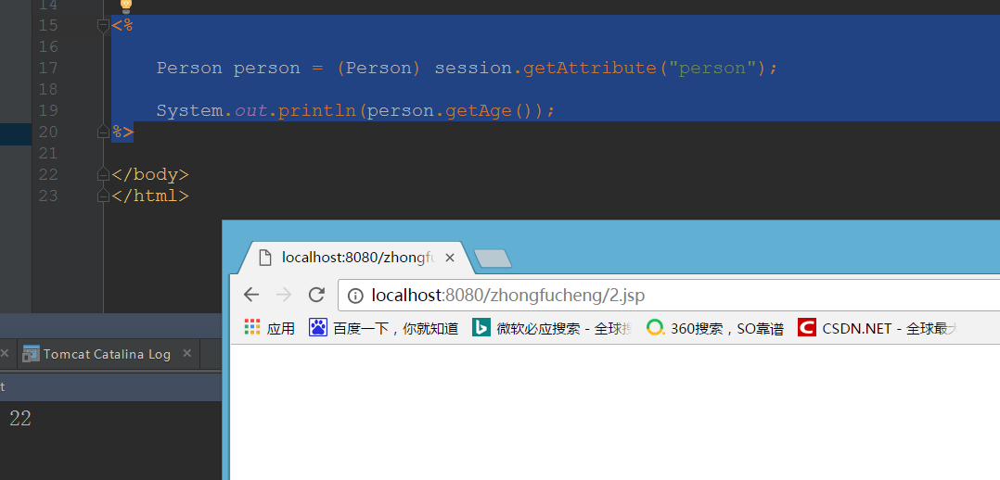 14
15 <%
16
17 Person person = (Person) session.getAttribute("person");
18
19 System.out.println(person.getAge());
20 %>
21
22 </body>
23 </html>
localhost:8080/zhongfu
localhost:8080/zhongfucheng/2.jsp
应用 百度一下，你就知道 微软必应搜索 - 全球搜 360搜索，SO靠谱 CSDN.NET - 全球最大
Tomcat Catalina Log
t
22